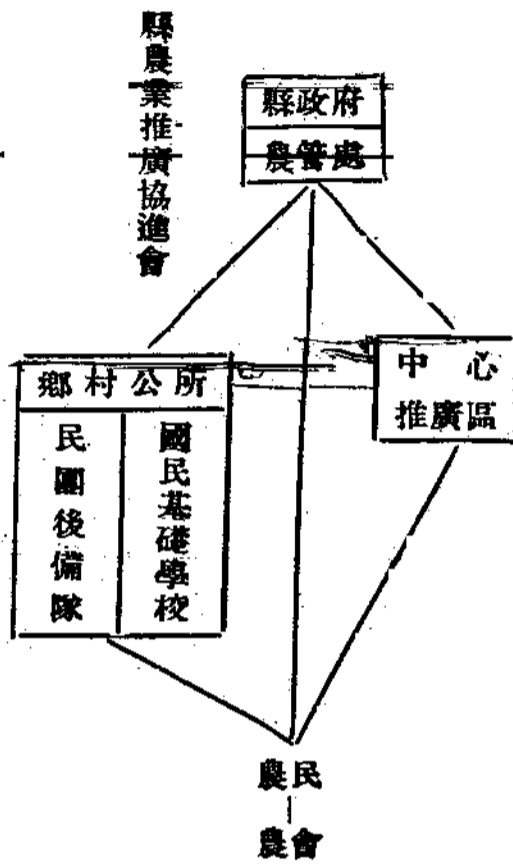 縣農業推廣協進會
縣政府
農管處
鄉村公所
國民基礎學校
民團後備隊
中心
推廣區
農民
農會